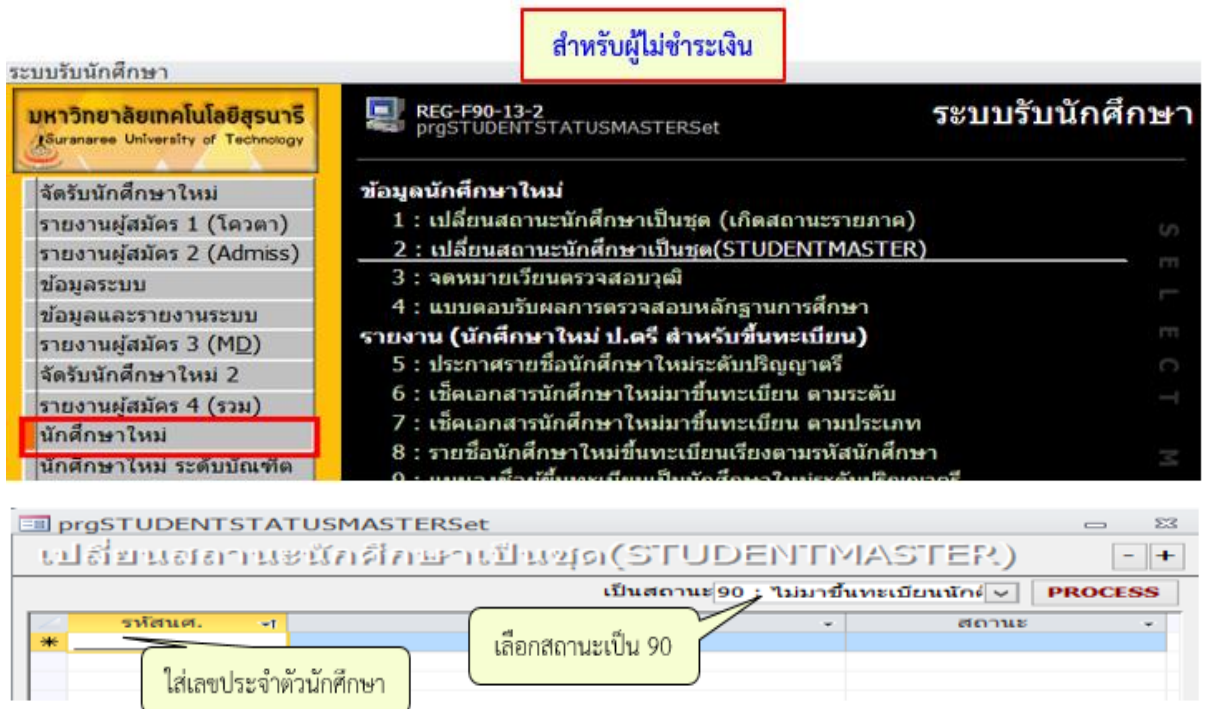 สำหรับผู้ไม่ชำระเงิน
ระบบรับนักศึกษา
มหาวิทยาลัยเทคโนโลยีสุรนารี
Suranaree University of Technology
REG-F90-13-2
prgSTUDENTSTATUSMASTERSet
ระบบรับนักศึกษา
จัดรับนักศึกษาใหม่
รายงานผู้สมัคร 1 (โควตา)
รายงานผู้สมัคร 2 (Admiss)
ข้อมูลระบบ
ข้อมูลและรายงานระบบ
รายงานผู้สมัคร 3 (MD)
จัดรับนักศึกษาใหม่ 2
รายงานผู้สมัคร 4 (รวม)
นักศึกษาใหม่
นักศึกษาใหม่ ระดับบัณฑิต
ข้อมูลนักศึกษาใหม่
1 : เปลี่ยนสถานะนักศึกษาเป็นชุด (เกิดสถานะรายภาค)
2 : เปลี่ยนสถานะนักศึกษาเป็นชุด(STUDENTMASTER)
3 : จดหมายเวียนตรวจสอบวุฒิ
4 : แบบตอบรับผลการตรวจสอบหลักฐานการศึกษา
รายงาน (นักศึกษาใหม่ ป.ตรี สำหรับขึ้นทะเบียน)
5 : ประกาศรายชื่อนักศึกษาใหม่ระดับปริญญาตรี
6 : เช็คเอกสารนักศึกษาใหม่มาขึ้นทะเบียน ตามระดับ
7 : เช็คเอกสารนักศึกษาใหม่มาขึ้นทะเบียน ตามประเภท
8 : รายชื่อนักศึกษาใหม่ขึ้นทะเบียนเรียงตามรหัสนักศึกษา
SELECT M
prgSTUDENTSTATUSMASTERSet
เปลี่ยนสถานะนักศึกษาเป็นชุด(STUDENTMASTER)
- +
เป็นสถานะ 90 : ไม่มาขึ้นทะเบียนนัก PROCESS
รหัสนศ. สถานะ
เลือกสถานะเป็น 90
ใส่เลขประจำตัวนักศึกษา